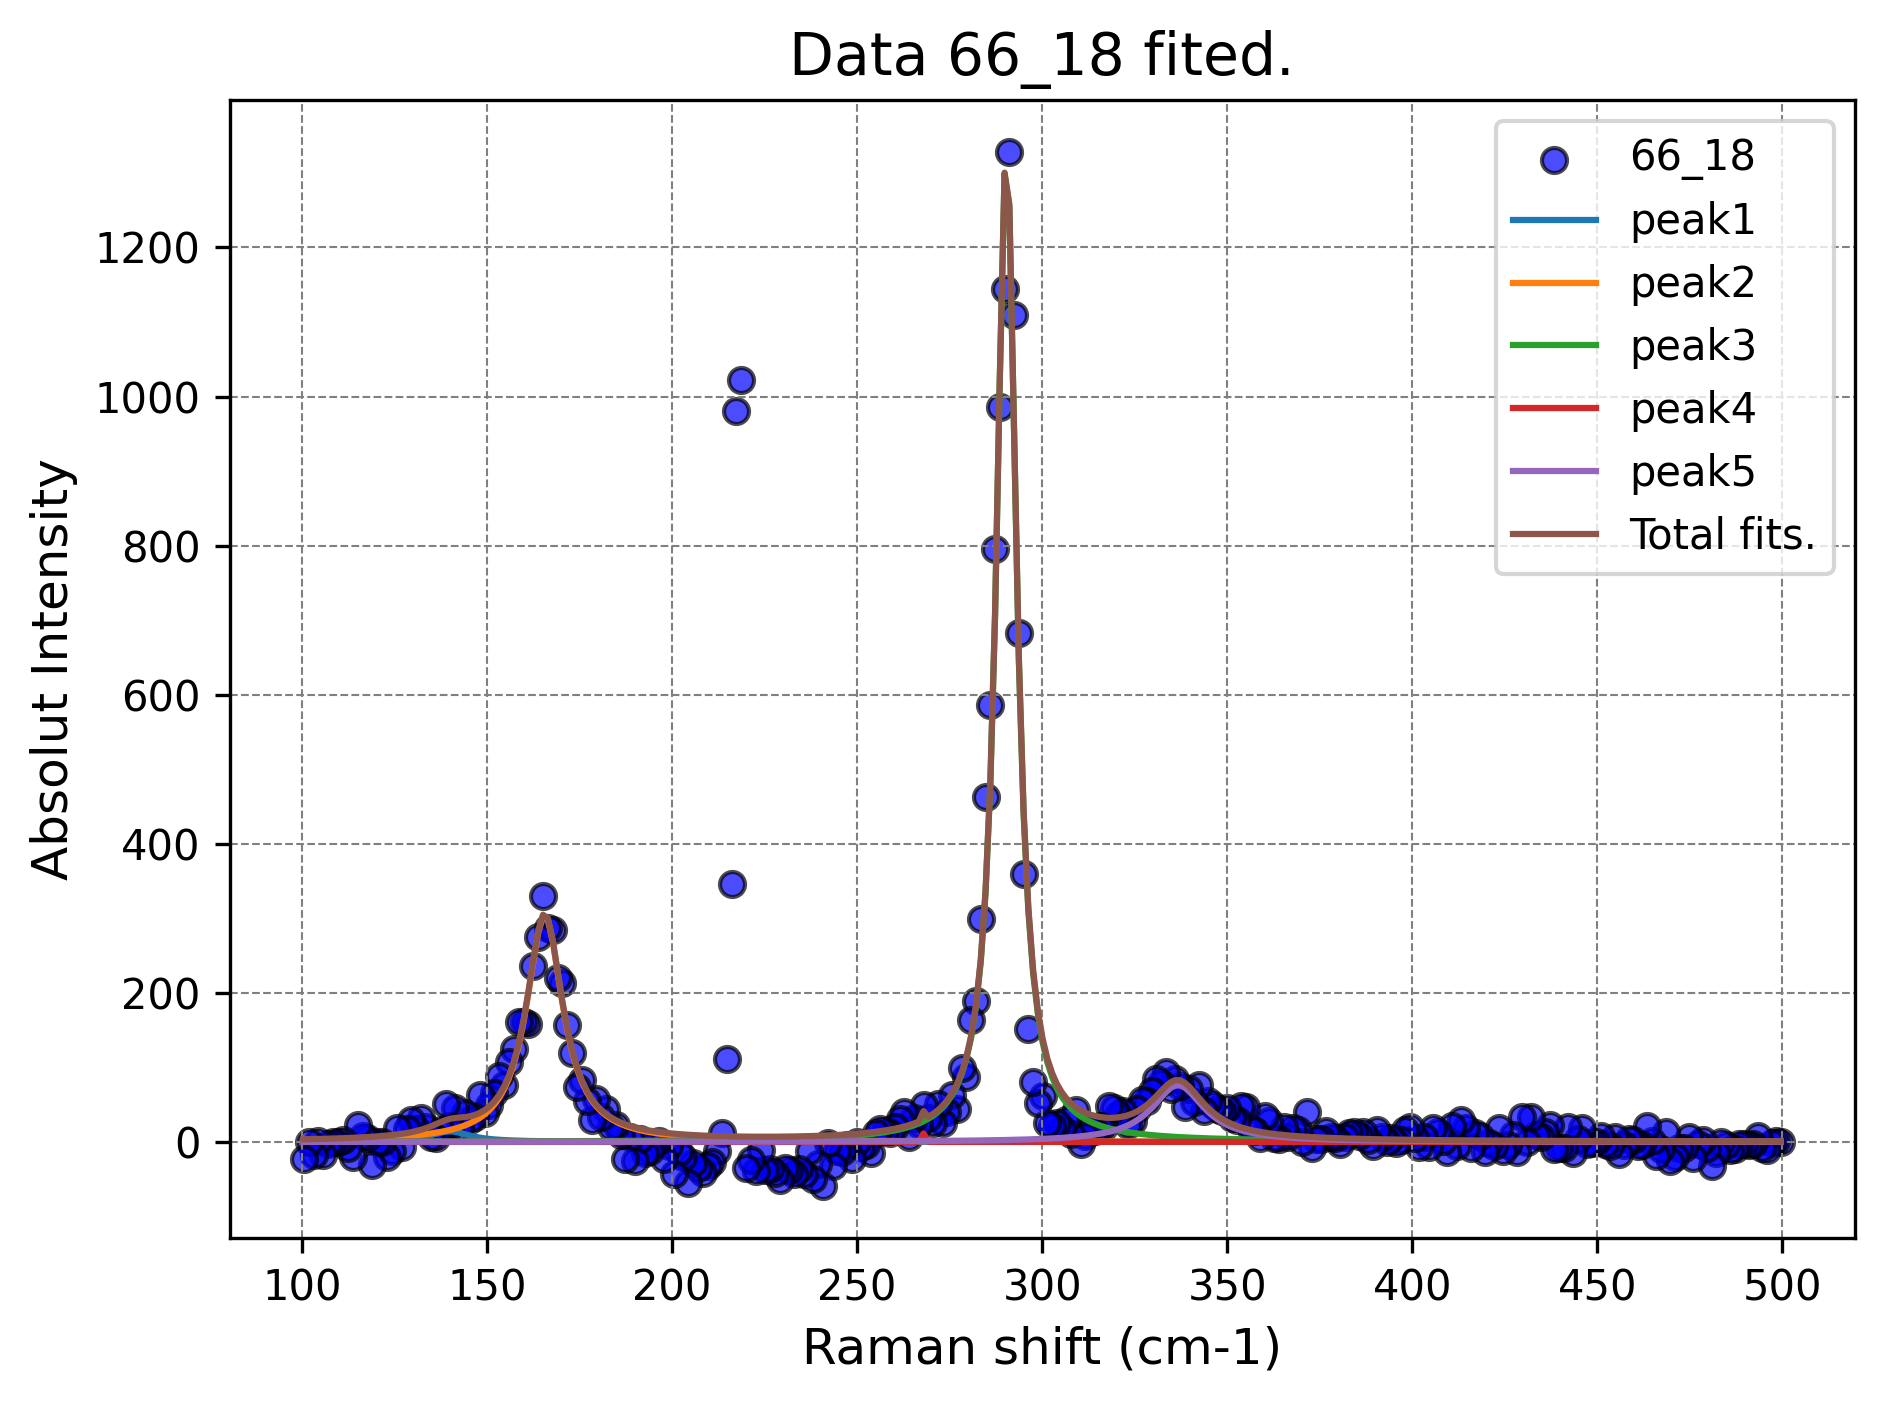 Data 66_18 fited.
Absolut Intensity
1200
1000
800
600
400
200
0
66_18
peak1
peak2
peak3
peak4
peak5
Total fits.
100 150 200 250 300 350 400 450 500
Raman shift (cm-1)